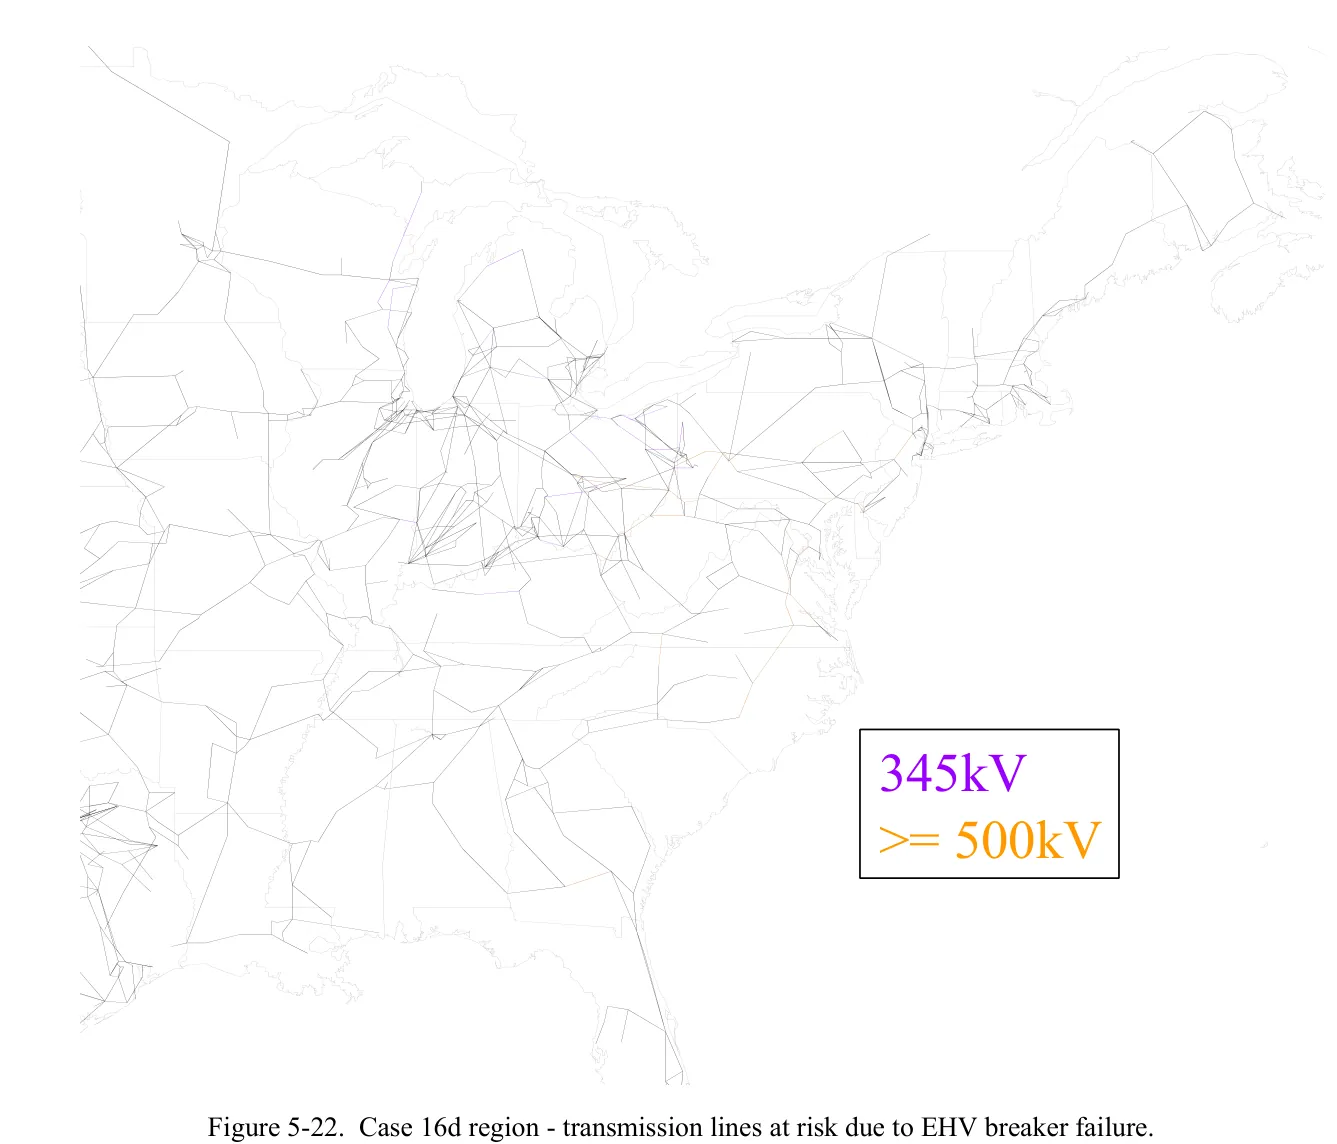 345kV
>= 500kV
Figure 5-22.  Case 16d region - transmission lines at risk due to EHV breaker failure.